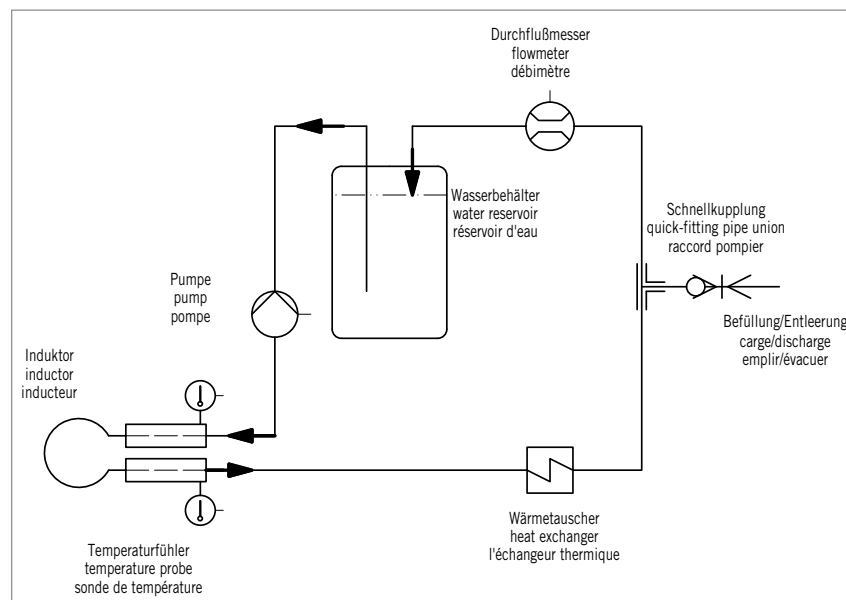 Durchflußmesser
flowmeter
débimètre
Wasserbehälter
water reservoir
réservoir d'eau
Schnellkupplung
quick-fitting pipe union
raccord pompier
Pumpe
pump
pompe
Befüllung/Entleerung
carge/discharge
emplir/évacuer
Induktor
inductor
inducteur
Wärmetauscher
heat exchanger
l'échangeur thermique
Temperaturfühler
temperature probe
sonde de température